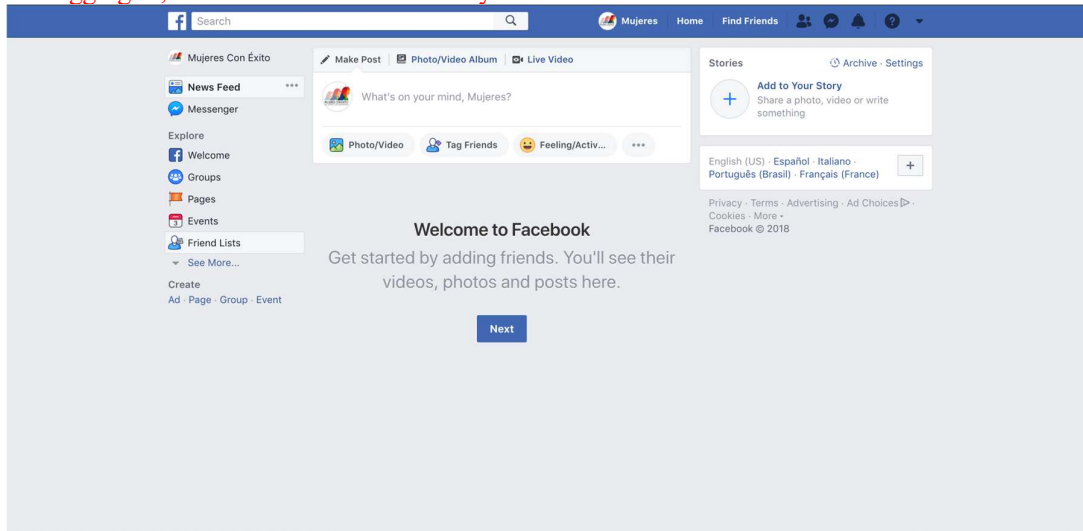 Search
Mujeres Home Find Friends
Mujeres Con Éxito
News Feed
Messenger
Explore
Welcome
Groups
Pages
Events
Friend Lists
See More...
Create
Ad · Page · Group · Event
Make Post Photo/Video Album Live Video
What's on your mind, Mujeres?
Photo/Video Tag Friends Feeling/Activ...
Welcome to Facebook
Get started by adding friends. You'll see their
videos, photos and posts here.
Next
Stories Archive · Settings
Add to Your Story
Share a photo, video or write
something
English (US) · Español · Italiano ·
Português (Brasil) · Français (France)
Privacy · Terms · Advertising · Ad Choices ·
Cookies · More
Facebook © 2018